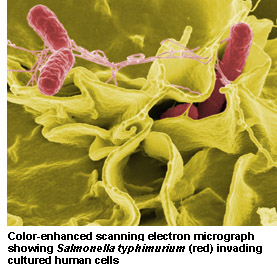 Color-enhanced scanning electron micrograph
showing Salmonella typhimurium (red) invading
cultured human cells